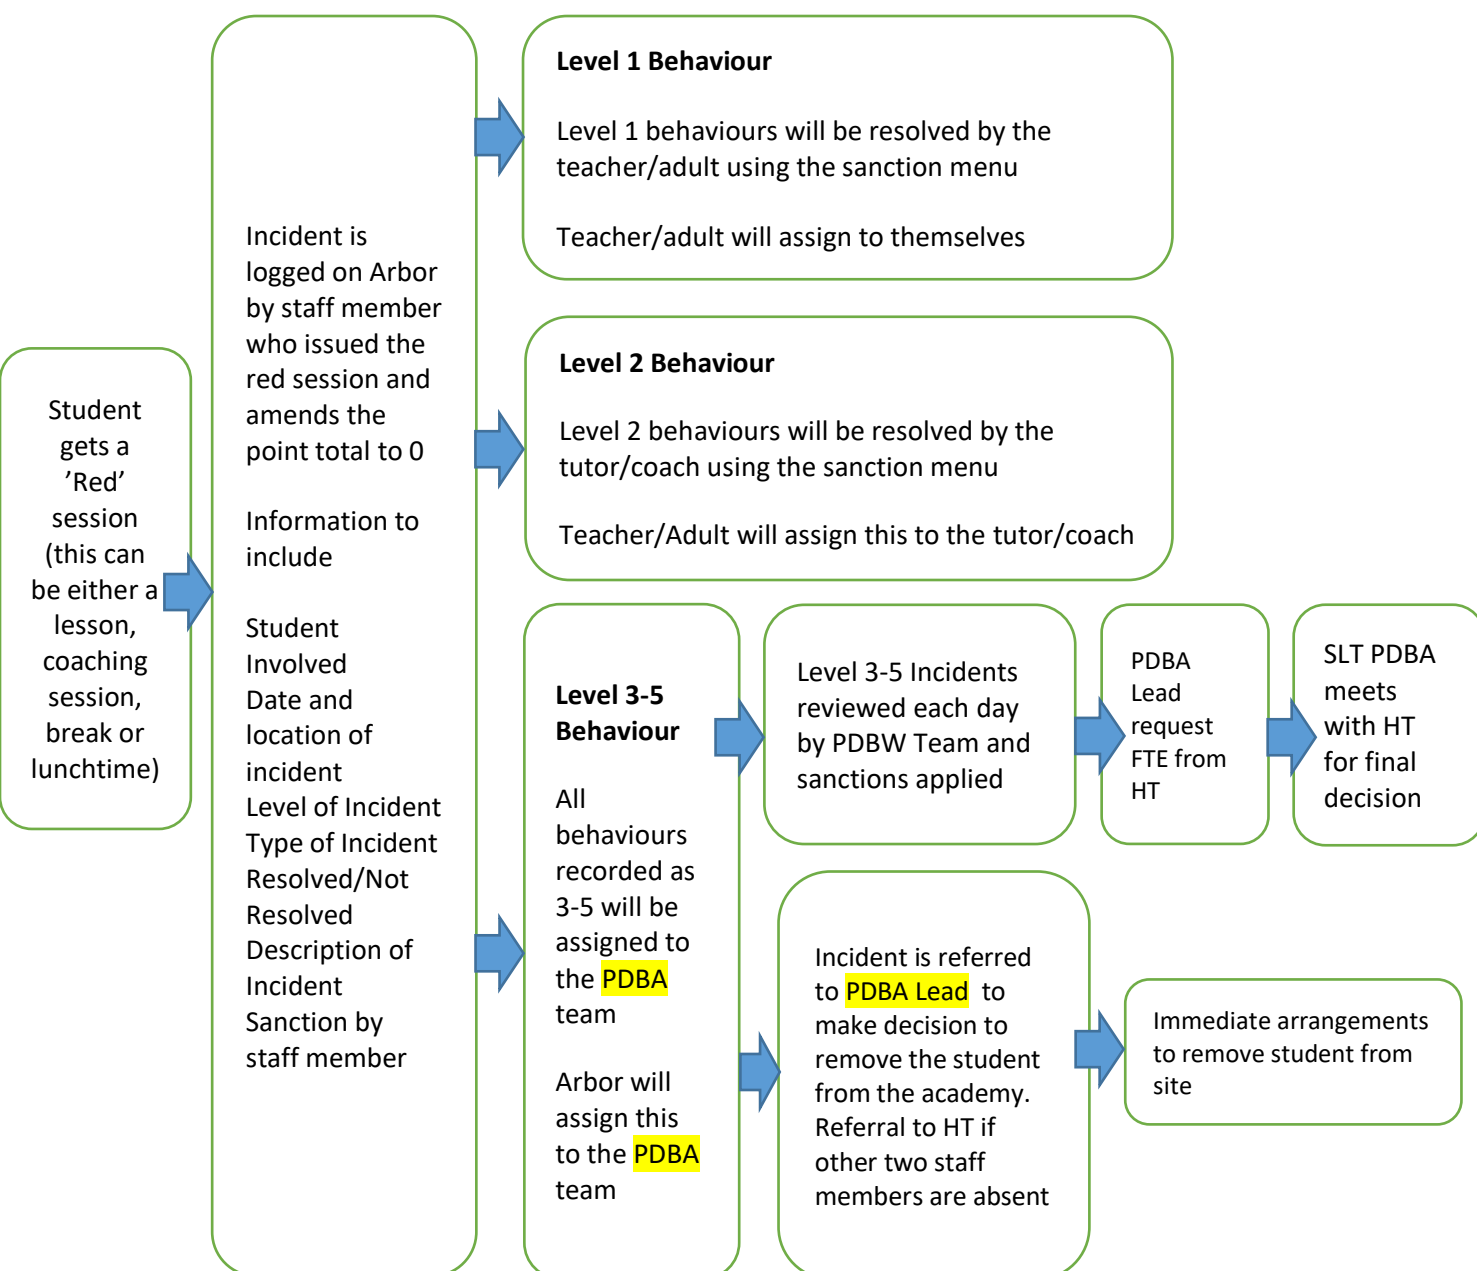 Student
gets a
’Red’
session
(this can
be either a
lesson,
coaching
session,
break or
lunchtime)
Incident is
logged on Arbor
by staff member
who issued the
red session and
amends the
point total to 0
Information to
include
Student
Involved
Date and
location of
incident
Level of Incident
Type of Incident
Resolved/Not
Resolved
Description of
Incident
Sanction by
staff member
Level 1 Behaviour
Level 1 behaviours will be resolved by the
teacher/adult using the sanction menu
Teacher/adult will assign to themselves
Level 2 Behaviour
Level 2 behaviours will be resolved by the
tutor/coach using the sanction menu
Teacher/Adult will assign this to the tutor/coach
Level 3-5
Behaviour
All
behaviours
recorded as
3-5 will be
assigned to
the PDBA
team
Arbor will
assign this
to the PDBA
team
Level 3-5 Incidents
reviewed each day
by PDBW Team and
sanctions applied
PDBA
Lead
request
FTE from
HT
SLT PDBA
meets
with HT
for final
decision
Incident is referred
to PDBA Lead to
make decision to
remove the student
from the academy.
Referral to HT if
other two staff
members are absent
Immediate arrangements
to remove student from
site